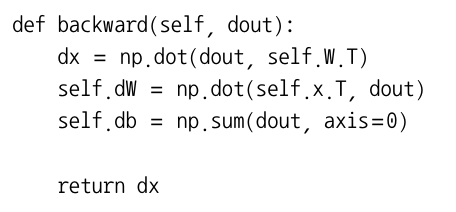 def backward(self, dout):
    dx = np.dot(dout, self.W.T)
    self.dW = np.dot(self.x.T, dout)
    self.db = np.sum(dout, axis=0)

    return dx